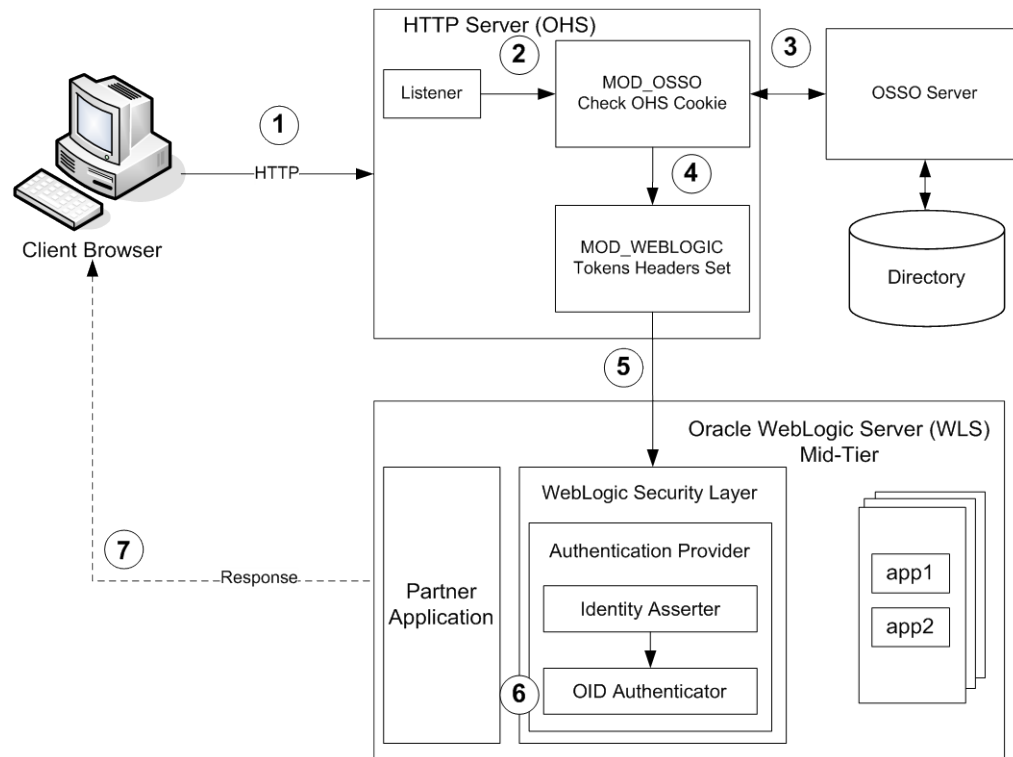 HTTP Server (OHS)
2
3
Listener
MOD_OSSO
Check OHS Cookie
OSSO Server
1
HTTP
4
Client Browser
MOD_WEBLOGIC
Tokens Headers Set
Directory
5
Oracle WebLogic Server (WLS)
Mid-Tier
WebLogic Security Layer
7
Response
Partner
Application
Authentication Provider
Identity Asserter
6
OID Authenticator
app1
app2